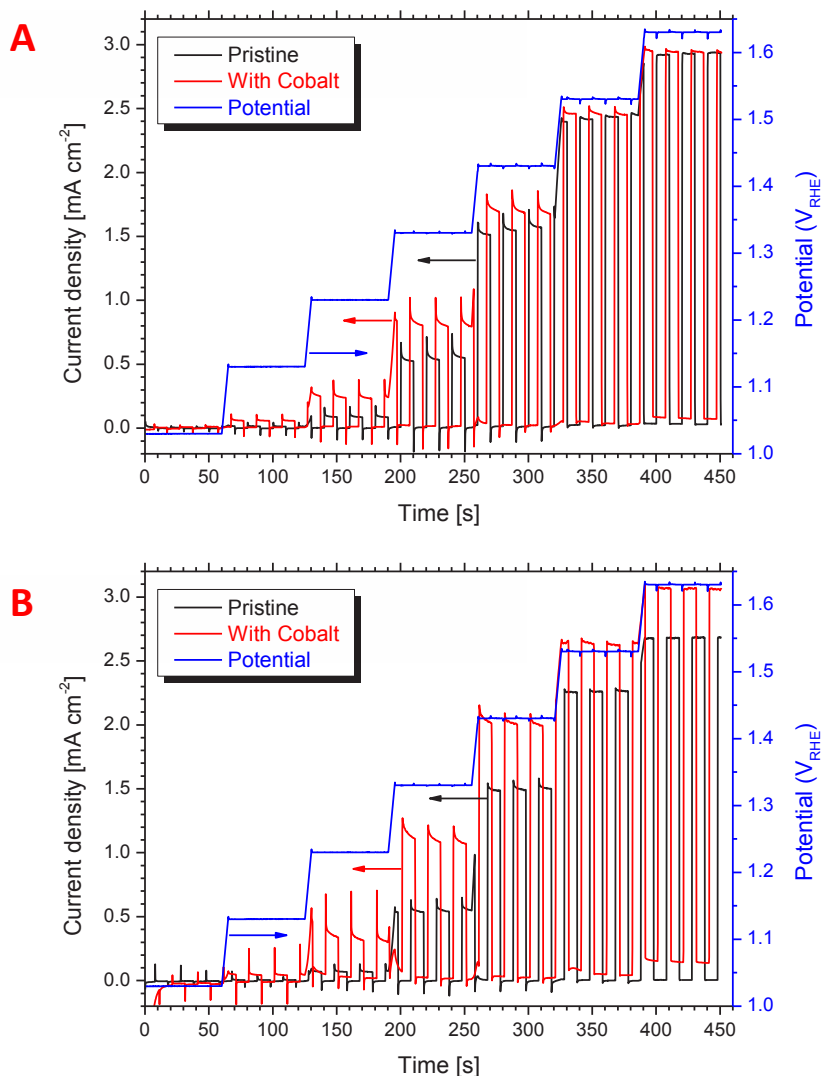 A
Pristine
With Cobalt
Potential
3.0
2.5
2.0
1.5
1.0
0.5
0.0
Current density [mA cm-2]
1.6
1.5
1.4
1.3
1.2
1.1
1.0
Potential (VRHE)
0 50 100 150 200 250 300 350 400 450
Time [s]
B
Pristine
With Cobalt
Potential
3.0
2.5
2.0
1.5
1.0
0.5
0.0
Current density [mA cm-2]
1.6
1.5
1.4
1.3
1.2
1.1
1.0
Potential (VRHE)
0 50 100 150 200 250 300 350 400 450
Time [s]